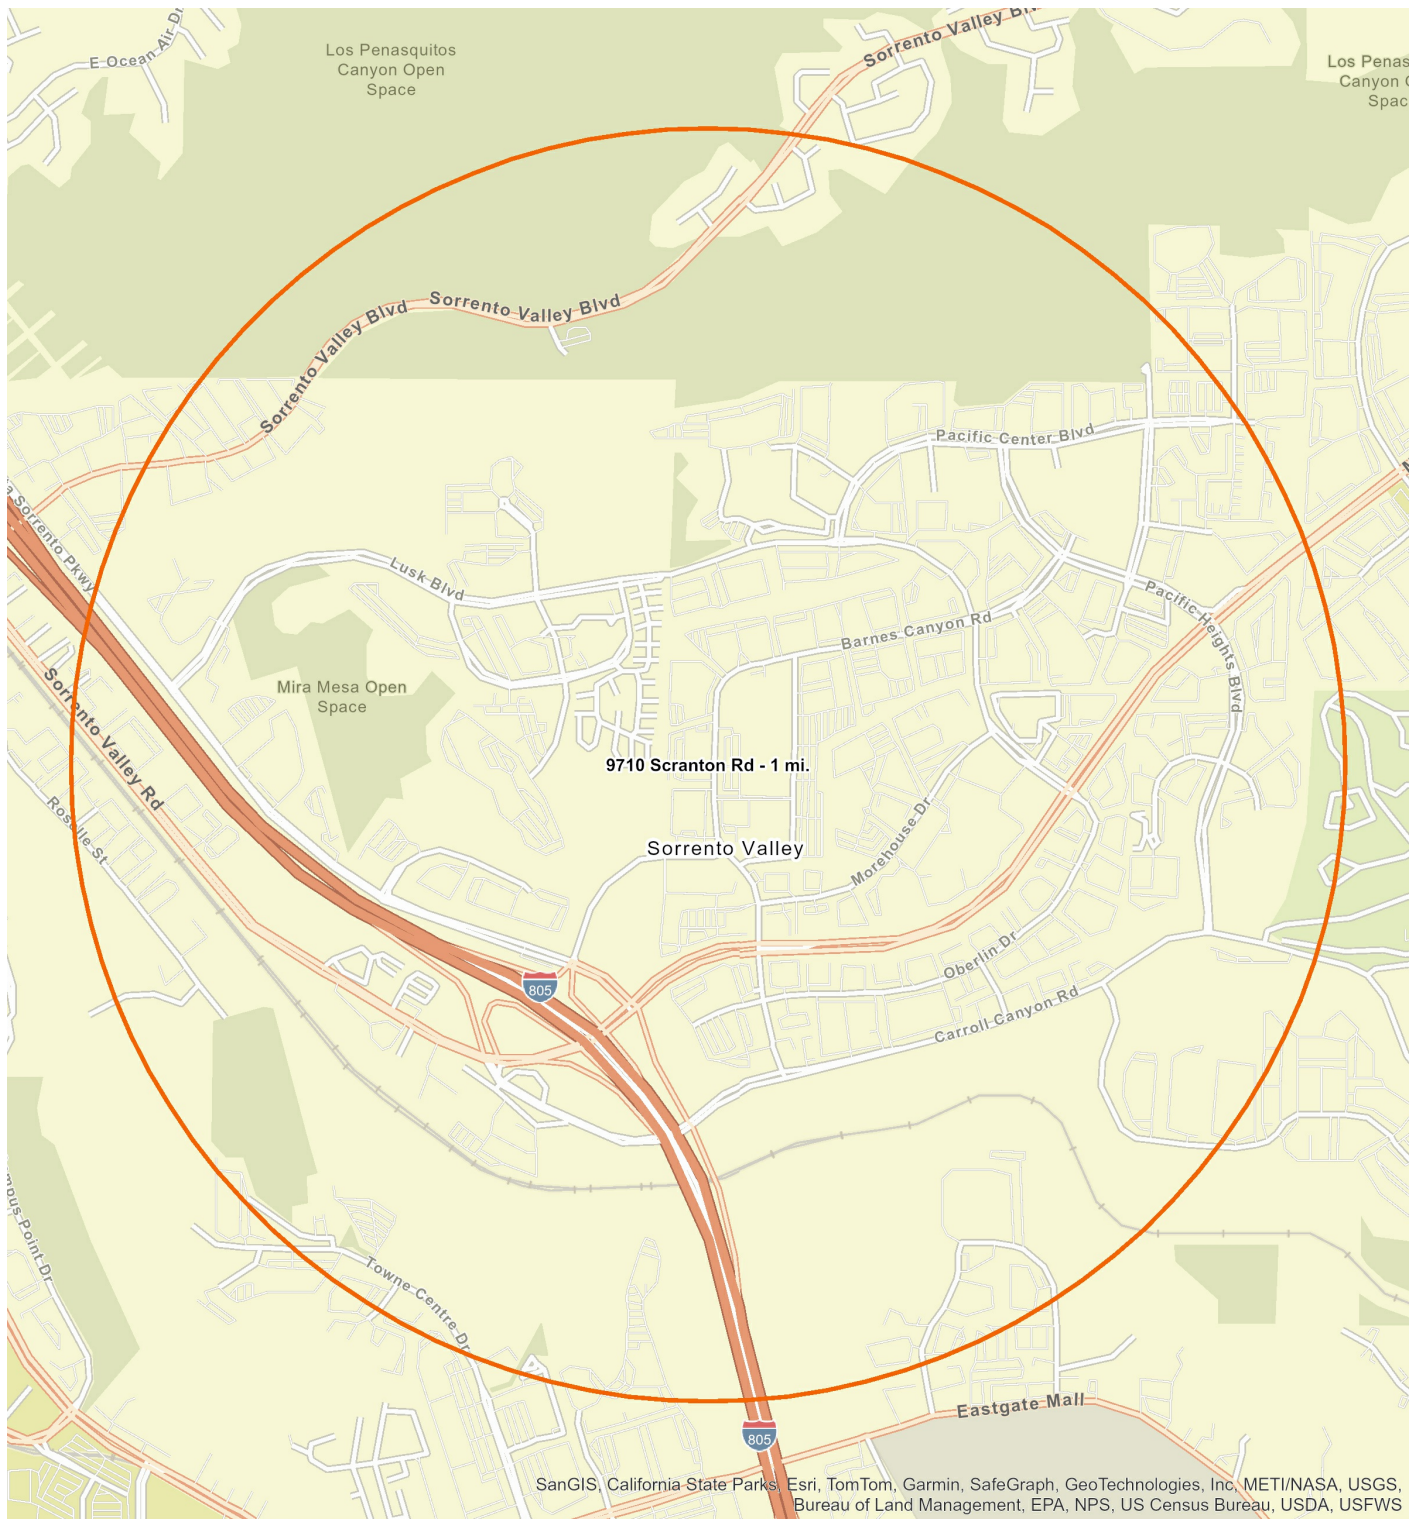 Sorrento Valley Blvd
E Ocean Air Dr
Los Penasquitos
Canyon Open
Space
Los Penas
Canyon
Spac
Sorrento Valley Blvd
Sorrento Valley Blvd
Pacific Center Blvd
Sorrento Pkwy
Lusk Blvd
Pacific Heights Blvd
Barnes Canyon Rd
Mira Mesa Open
Space
Sorrento Valley Rd
9710 Scranton Rd - 1 mi.
Roselle St
Morehouse Dr
Sorrento Valley
Oberlin Dr
805
Carroll Canyon Rd
mpus Point Dr
Towne Centre Dr
Eastgate Mall
805
SanGIS, California State Parks, Esri, TomTom, Garmin, SafeGraph, GeoTechnologies, Inc, METI/NASA, USGS,
Bureau of Land Management, EPA, NPS, US Census Bureau, USDA, USFWS